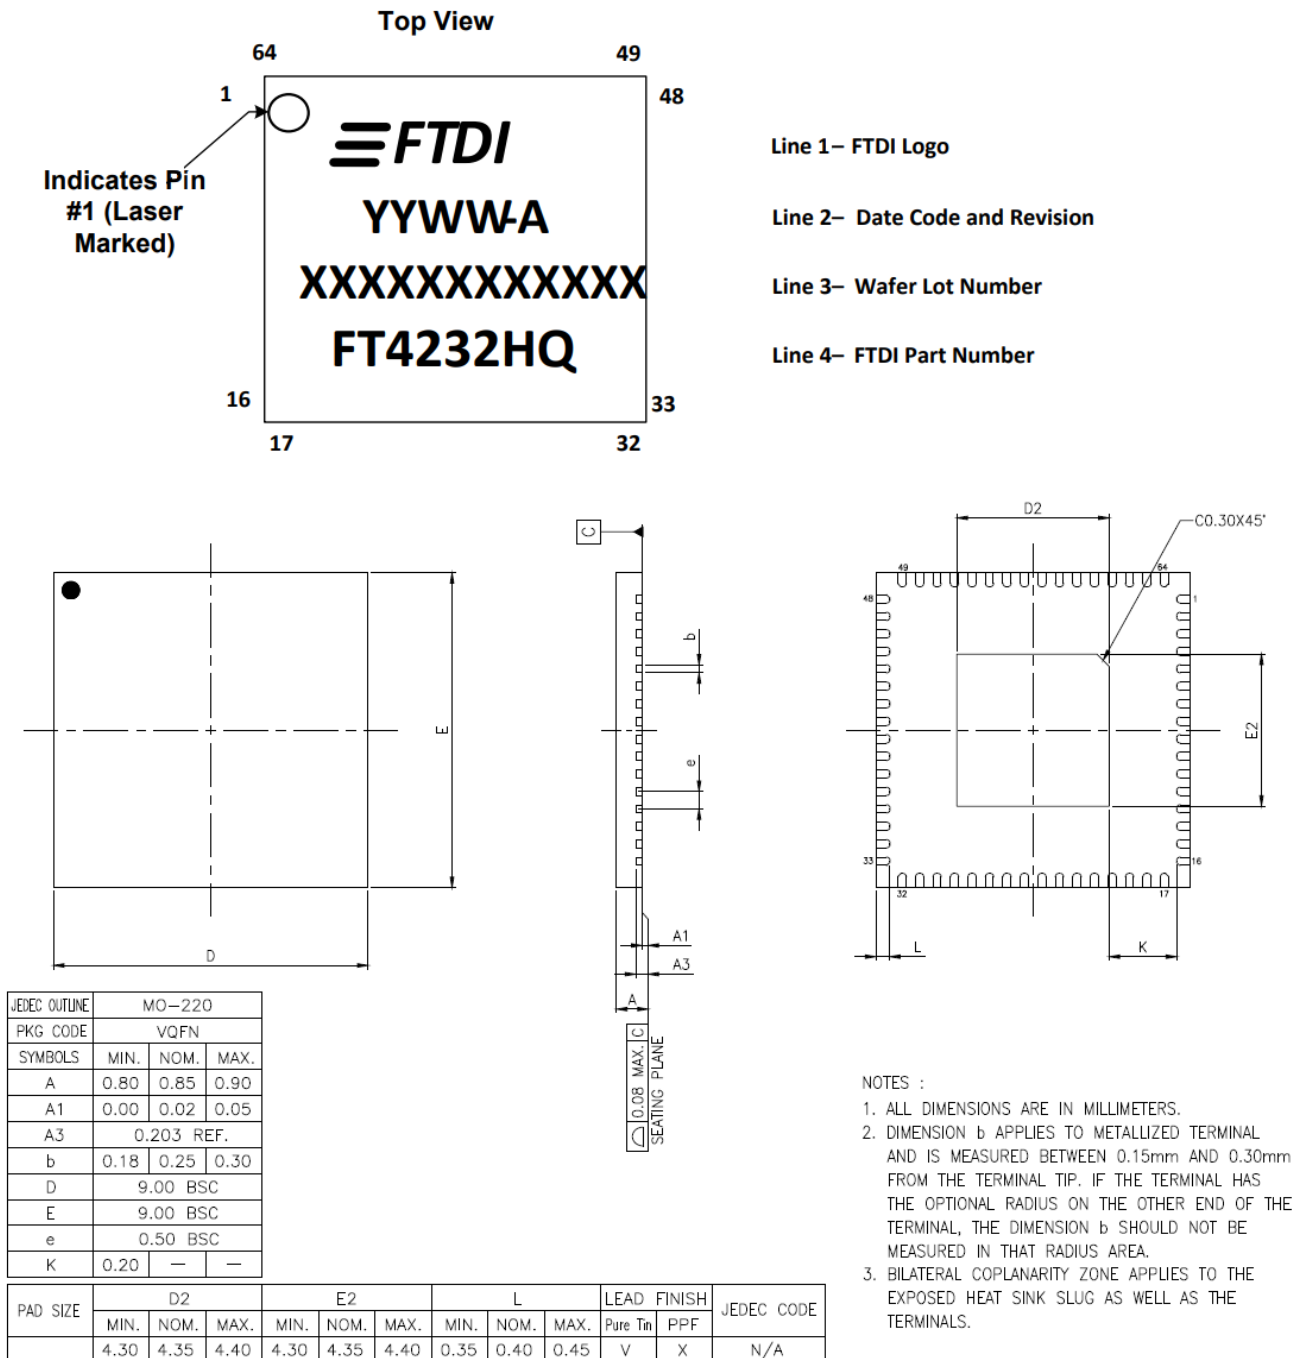 Top View
64
49
1
48
FTDI
Line 1– FTDI Logo
Indicates Pin
#1 (Laser
Marked)
YYWW-A
Line 2– Date Code and Revision
XXXXXXXXXXXX
Line 3– Wafer Lot Number
FT4232HQ
Line 4– FTDI Part Number
16
33
17
32
C
b
e
E
D
A1
A3
A
0.08 MAX. C
SEATING PLANE
D2
C0.30X45°
49
64
48
1
E2
33
16
32
17
L
K
JEDEC OUTLINE MO-220
PKG CODE VQFN
SYMBOLS MIN. NOM. MAX.
A 0.80 0.85 0.90
A1 0.00 0.02 0.05
A3 0.203 REF.
b 0.18 0.25 0.30
D 9.00 BSC
E 9.00 BSC
e 0.50 BSC
K 0.20 — —
NOTES :
1. ALL DIMENSIONS ARE IN MILLIMETERS.
2. DIMENSION b APPLIES TO METALLIZED TERMINAL
AND IS MEASURED BETWEEN 0.15mm AND 0.30mm
FROM THE TERMINAL TIP. IF THE TERMINAL HAS
THE OPTIONAL RADIUS ON THE OTHER END OF THE
TERMINAL, THE DIMENSION b SHOULD NOT BE
MEASURED IN THAT RADIUS AREA.
3. BILATERAL COPLANARITY ZONE APPLIES TO THE
EXPOSED HEAT SINK SLUG AS WELL AS THE
TERMINALS.
PAD SIZE D2 E2 L LEAD FINISH JEDEC CODE
MIN. NOM. MAX. MIN. NOM. MAX. MIN. NOM. MAX. Pure Tin PPF
4.30 4.35 4.40 4.30 4.35 4.40 0.35 0.40 0.45 V X N/A